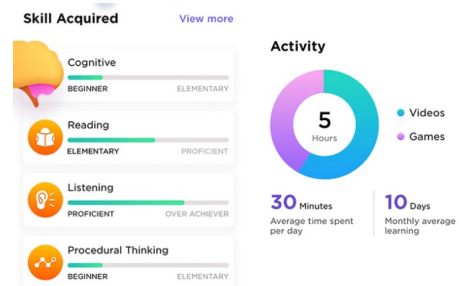 Skill Acquired
View more
Cognitive
BEGINNER
ELEMENTARY
Reading
ELEMENTARY
PROFICIENT
Listening
PROFICIENT
OVER ACHIEVER
Procedural Thinking
BEGINNER
ELEMENTARY
Activity
5
Hours
Videos
Games
30 Minutes
Average time spent
per day
10 Days
Monthly average
learning